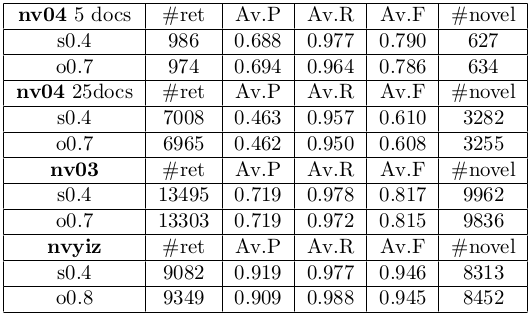 nv04 5 docs #ret Av.P Av.R Av.F #novel
s0.4 986 0.688 0.977 0.790 627
o0.7 974 0.694 0.964 0.786 634
nv04 25docs #ret Av.P Av.R Av.F #novel
s0.4 7008 0.463 0.957 0.610 3282
o0.7 6965 0.462 0.950 0.608 3255
nv03 #ret Av.P Av.R Av.F #novel
s0.4 13495 0.719 0.978 0.817 9962
o0.7 13303 0.719 0.972 0.815 9836
nvyiz #ret Av.P Av.R Av.F #novel
s0.4 9082 0.919 0.977 0.946 8313
o0.8 9349 0.909 0.988 0.945 8452